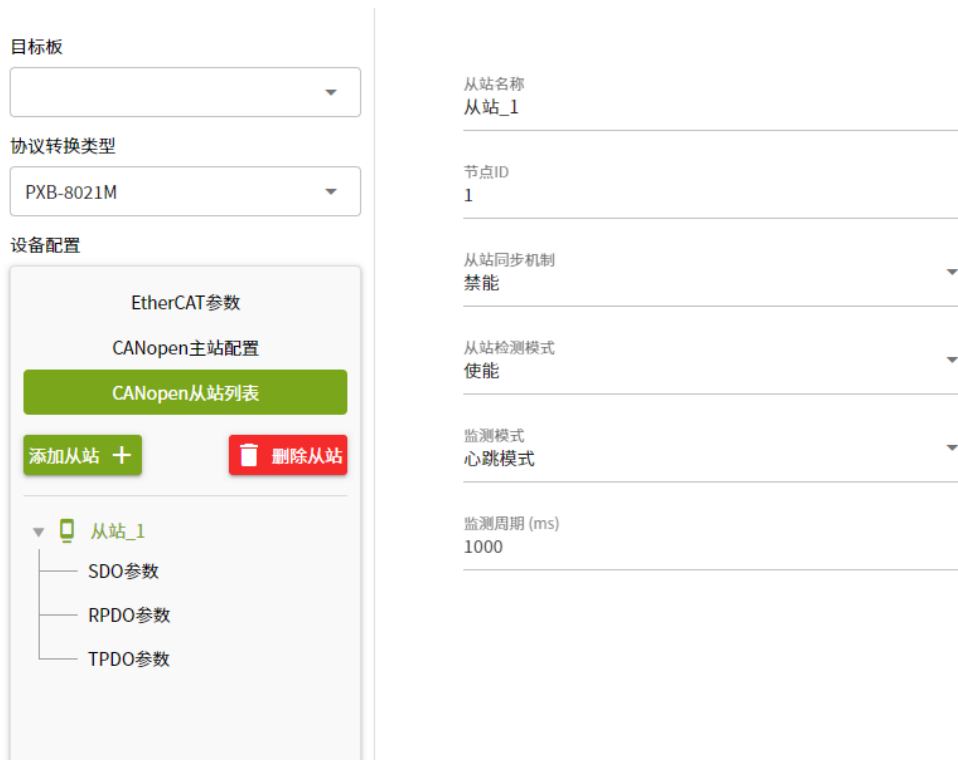 目标板
协议转换类型
PXB-8021M
设备配置
EtherCAT参数
CANopen主站配置
CANopen从站列表
添加从站
删除从站
从站_1
SDO参数
RPDO参数
TPDO参数
从站名称
从站_1
节点ID
1
从站同步机制
禁能
从站检测模式
使能
监测模式
心跳模式
监测周期 (ms)
1000